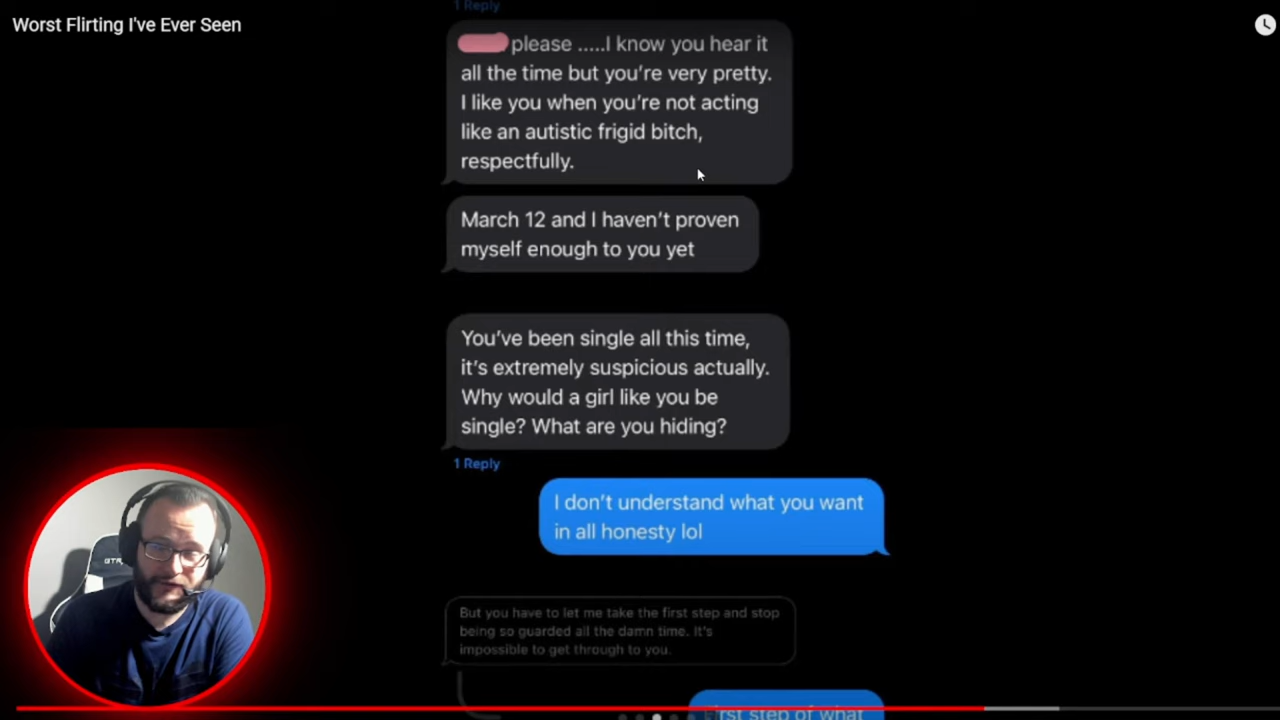 Worst Flirting I've Ever Seen
1 Reply
please .....I know you hear it
all the time but you're very pretty.
I like you when you're not acting
like an autistic frigid bitch,
respectfully.
March 12 and I haven't proven
myself enough to you yet
You've been single all this time,
it's extremely suspicious actually.
Why would a girl like you be
single? What are you hiding?
1 Reply
I don't understand what you want
in all honesty lol
But you have to let me take the first step and stop
being so guarded all the damn time. It's
impossible to get through to you.
First step of what